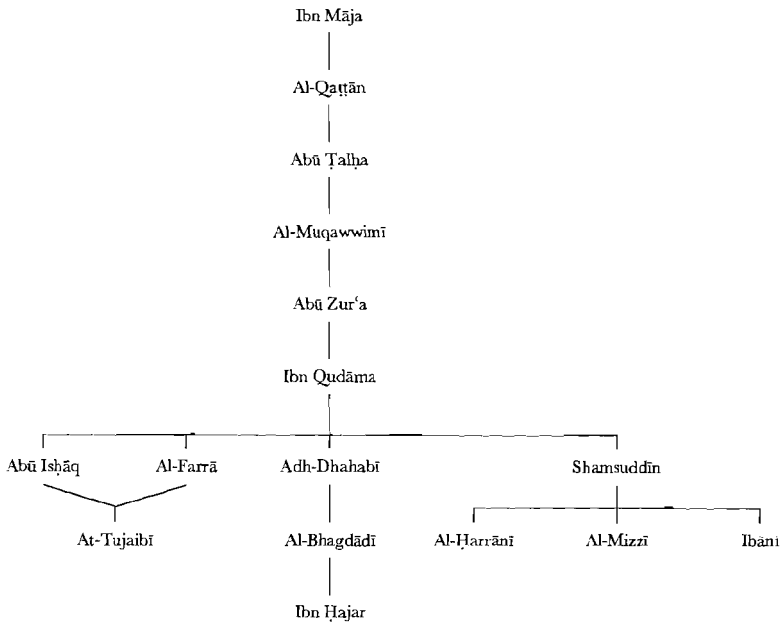 Ibn Māja
Al-Qaṭṭān
Abū Ṭalḥa
Al-Muqawwimī
Abū Zurʻa
Ibn Qudāma
Abū Isḥāq Al-Farrā Adh-Dhahabī Shamsuddīn
At-Tujaibī Al-Bhagdādī Al-Ḥarrānī Al-Mizzī Ibāni
Ibn Ḥajar